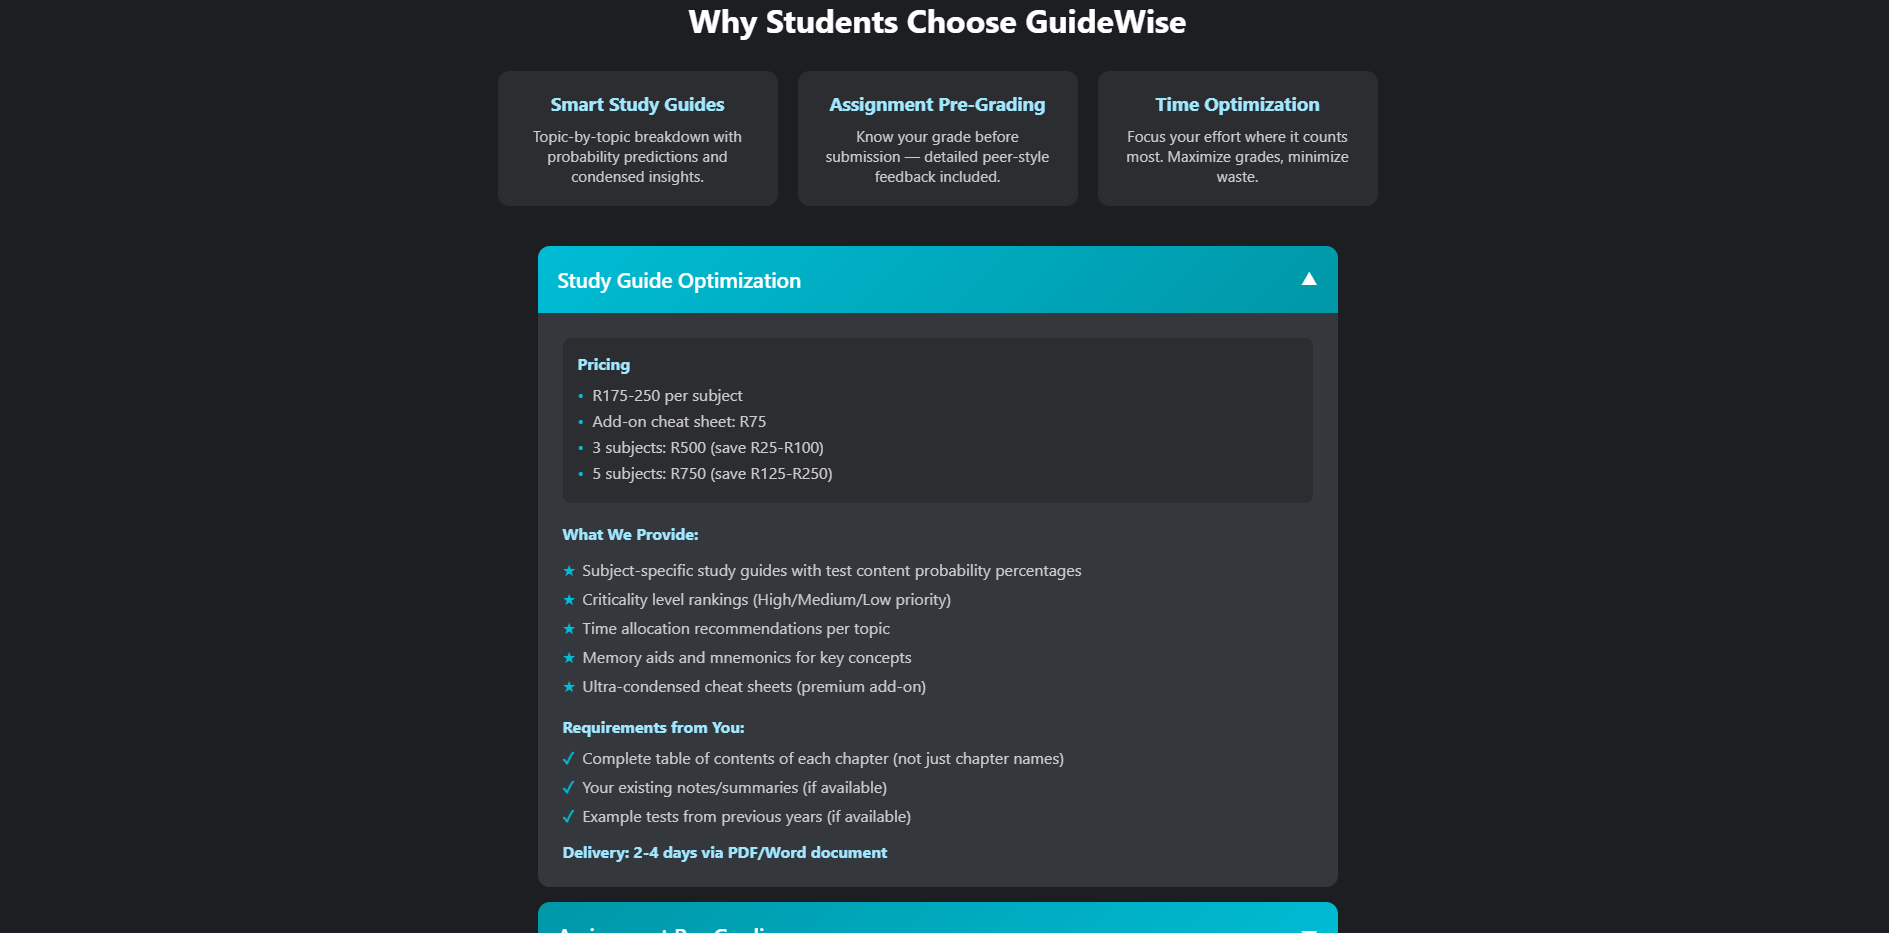 Why Students Choose GuideWise
Smart Study Guides
Topic-by-topic breakdown with
probability predictions and
condensed insights.
Assignment Pre-Grading
Know your grade before
submission — detailed peer-style
feedback included.
Time Optimization
Focus your effort where it counts
most. Maximize grades, minimize
waste.
Study Guide Optimization
Pricing
• R175-250 per subject
• Add-on cheat sheet: R75
• 3 subjects: R500 (save R25-R100)
• 5 subjects: R750 (save R125-R250)
What We Provide:
★ Subject-specific study guides with test content probability percentages
★ Criticality level rankings (High/Medium/Low priority)
★ Time allocation recommendations per topic
★ Memory aids and mnemonics for key concepts
★ Ultra-condensed cheat sheets (premium add-on)
Requirements from You:
✓ Complete table of contents of each chapter (not just chapter names)
✓ Your existing notes/summaries (if available)
✓ Example tests from previous years (if available)
Delivery: 2-4 days via PDF/Word document